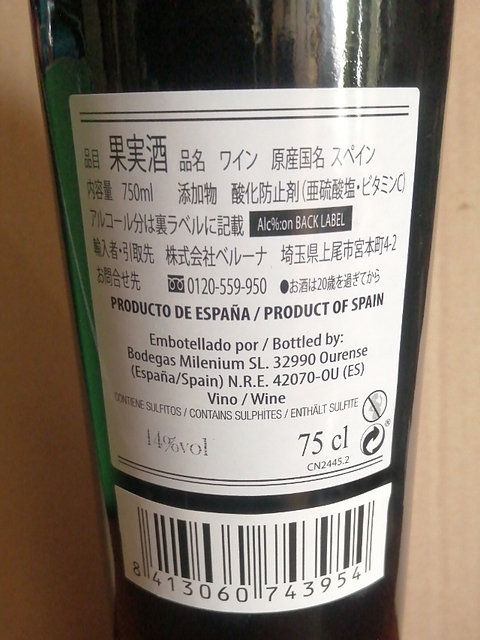 品目 果実酒 品名 ワイン 原産国名 スペイン
内容量 750ml 添加物 酸化防止剤(亜硫酸塩・ビタミンC)
アルコール分は裏ラベルに記載 Alc%:on BACK LABEL
輸入者・引取先 株式会社ベルーナ 埼玉県上尾市宮本町4-2
お問合せ先 0120-559-950 ●お酒は20歳を過ぎてから
PRODUCTO DE ESPAÑA / PRODUCT OF SPAIN
Embotellado por / Bottled by:
Bodegas Milenium SL. 32990 Ourense
(España/Spain) N.R.E. 42070-OU (ES)
Vino / Wine
CONTIENE SULFITOS / CONTAINS SULPHITES / ENTHÄLT SULFITE
14%vol 75 cl ®
CN2445.2
8 413060 743954